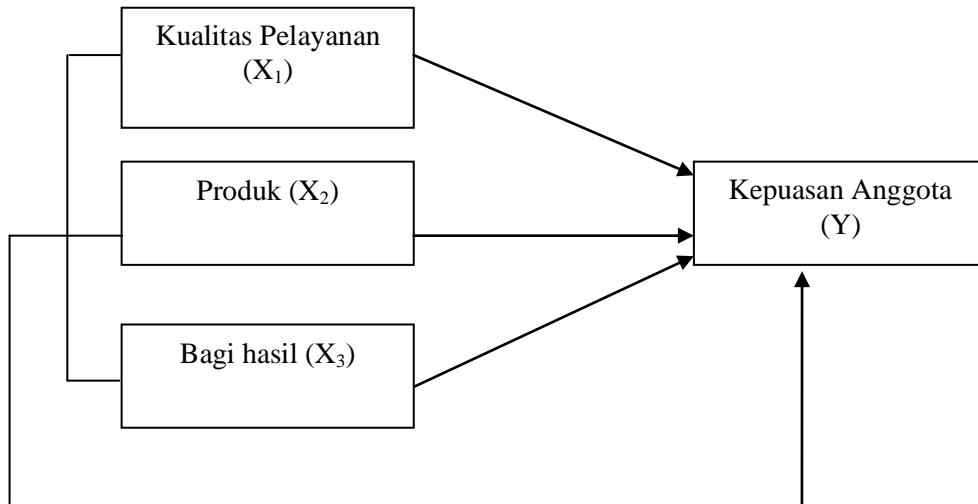 Kualitas Pelayanan
(X₁)
Produk (X₂)
Kepuasan Anggota
(Y)
Bagi hasil (X₃)